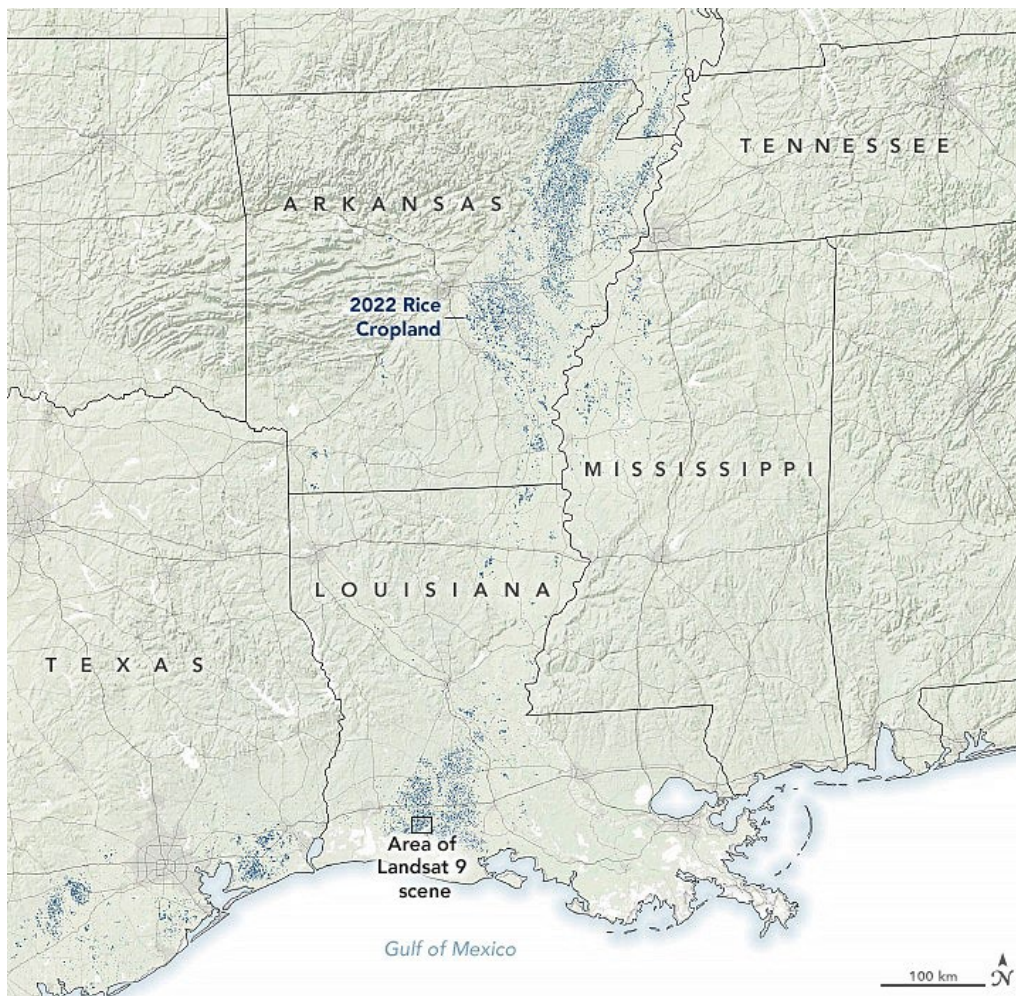 TENNESSEE
ARKANSAS
2022 Rice
Cropland
MISSISSIPPI
LOUISIANA
TEXAS
Area of
Landsat 9
scene
Gulf of Mexico
100 km
N